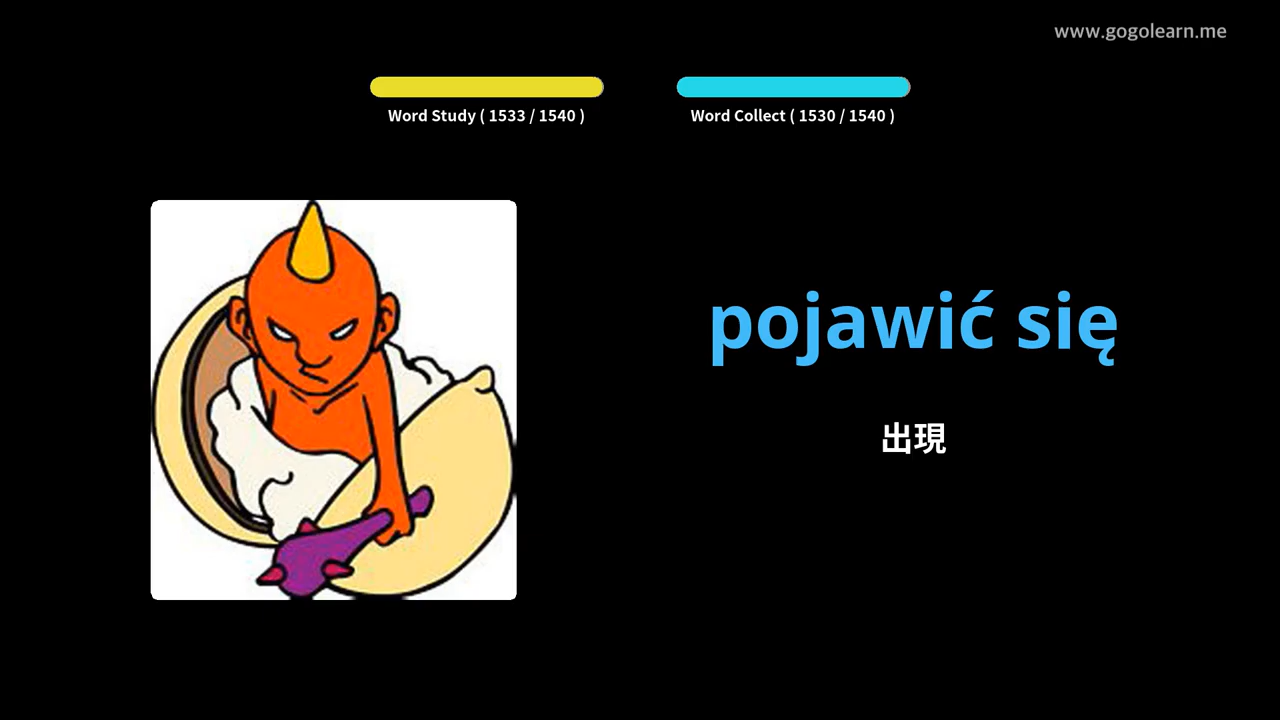 www.gogolearn.me
Word Study ( 1533 / 1540 )
Word Collect ( 1530 / 1540 )
pojawić się
出現